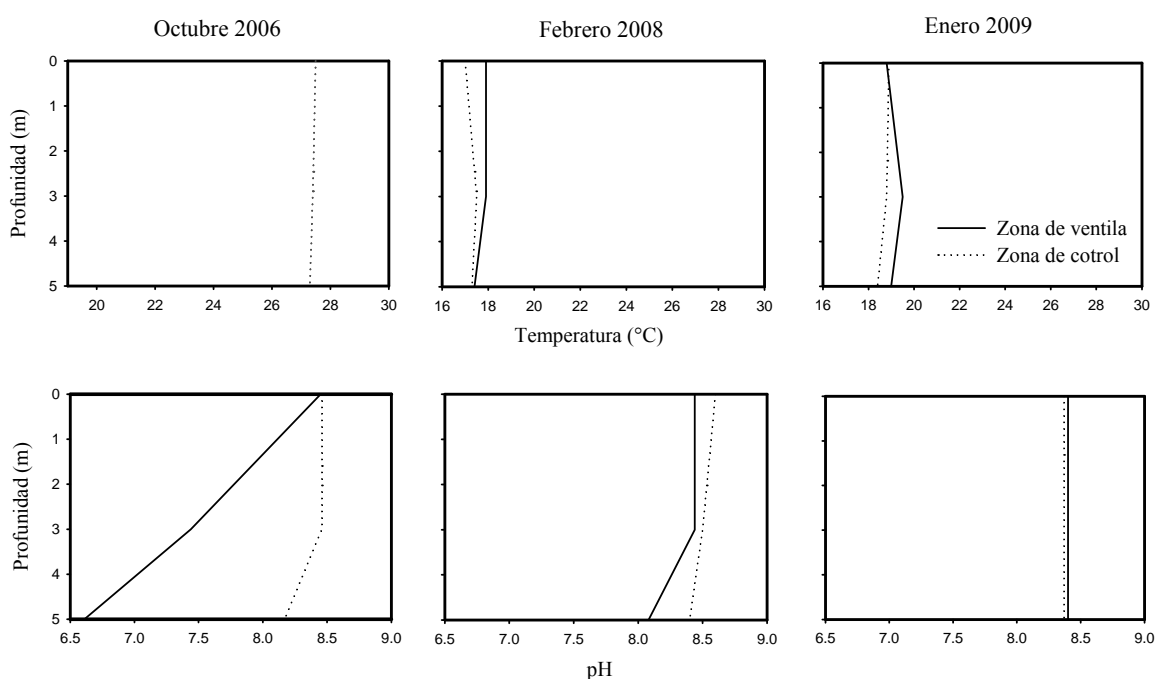 Octubre 2006
Febrero 2008
Enero 2009
Profunidad (m)
0
1
2
3
4
5
20 22 24 26 28 30
16 18 20 22 24 26 28 30
16 18 20 22 24 26 28 30
Zona de ventila
Zona de cotrol
Temperatura (°C)
Profunidad (m)
0
1
2
3
4
5
6.5 7.0 7.5 8.0 8.5 9.0
6.5 7.0 7.5 8.0 8.5 9.0
6.5 7.0 7.5 8.0 8.5 9.0
pH